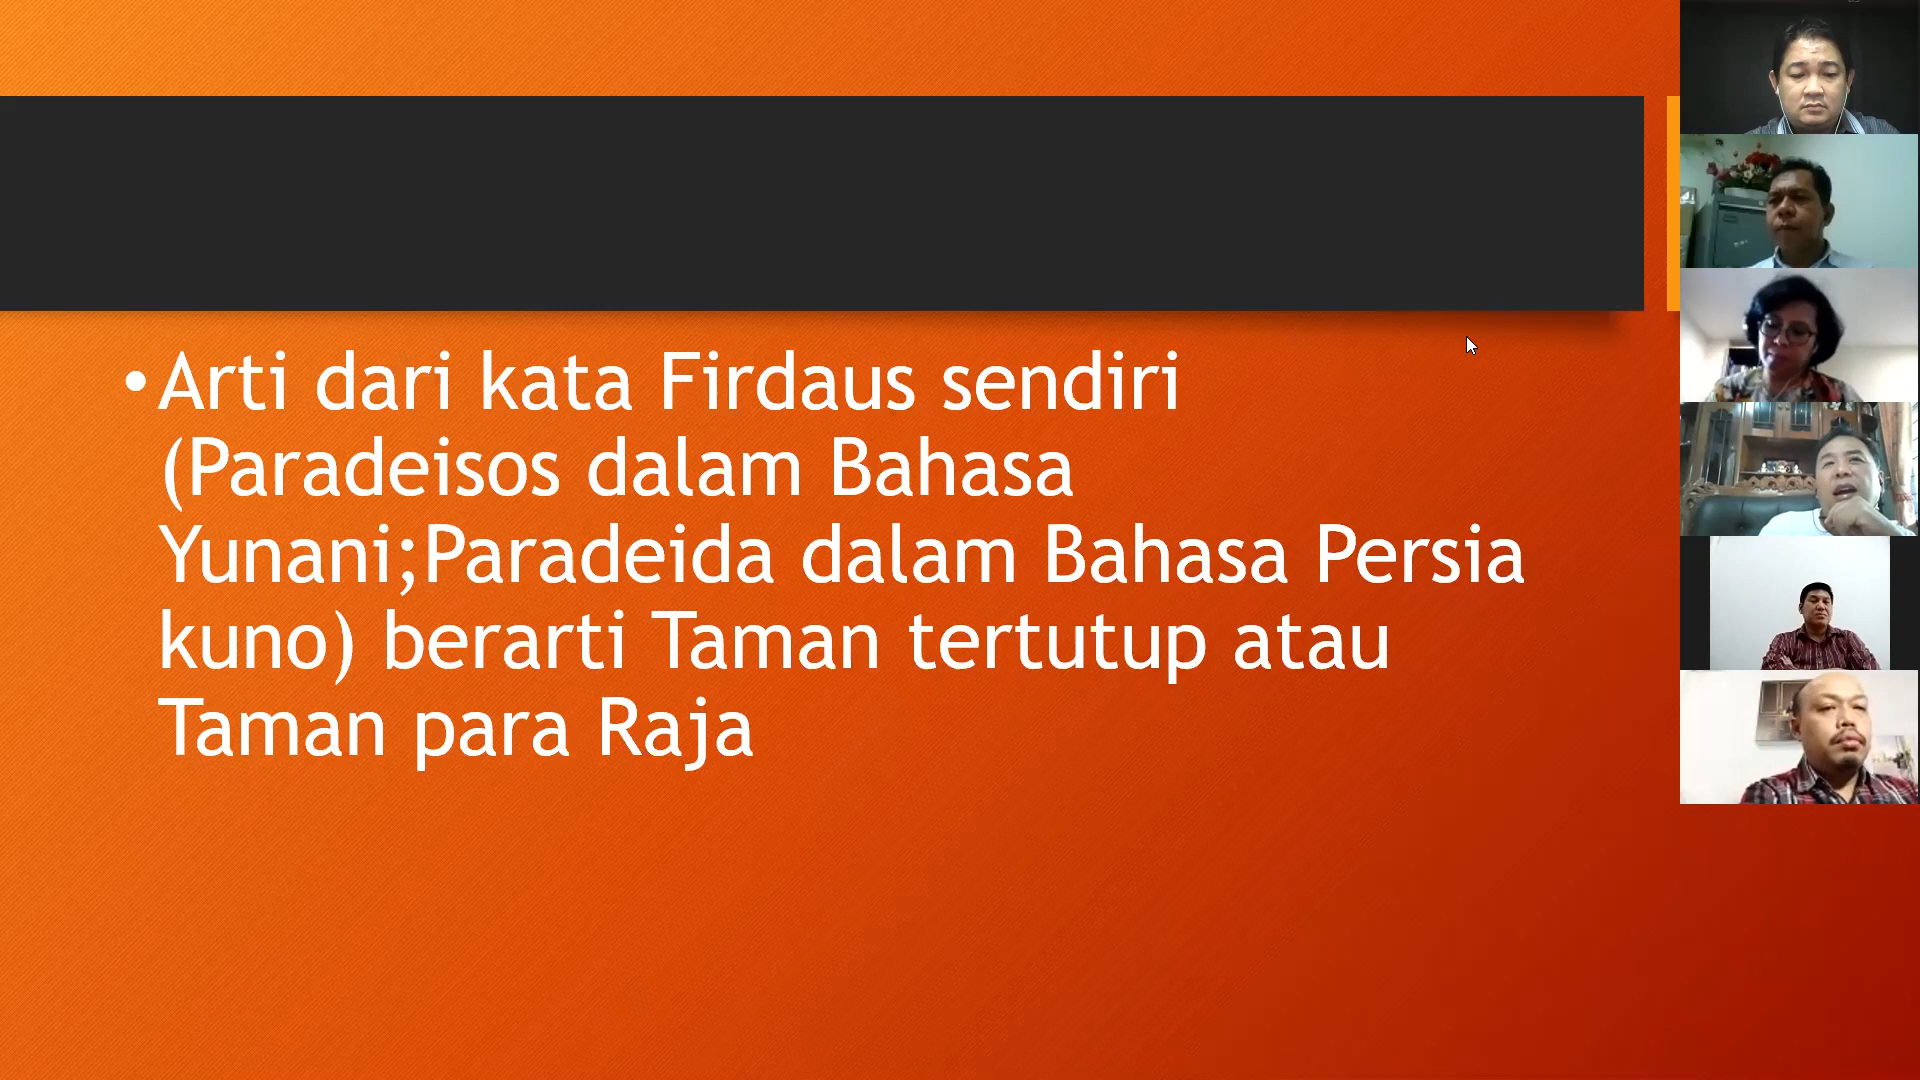 •Arti dari kata Firdaus sendiri
(Paradeisos dalam Bahasa
Yunani;Paradeida dalam Bahasa Persia
kuno) berarti Taman tertutup atau
Taman para Raja